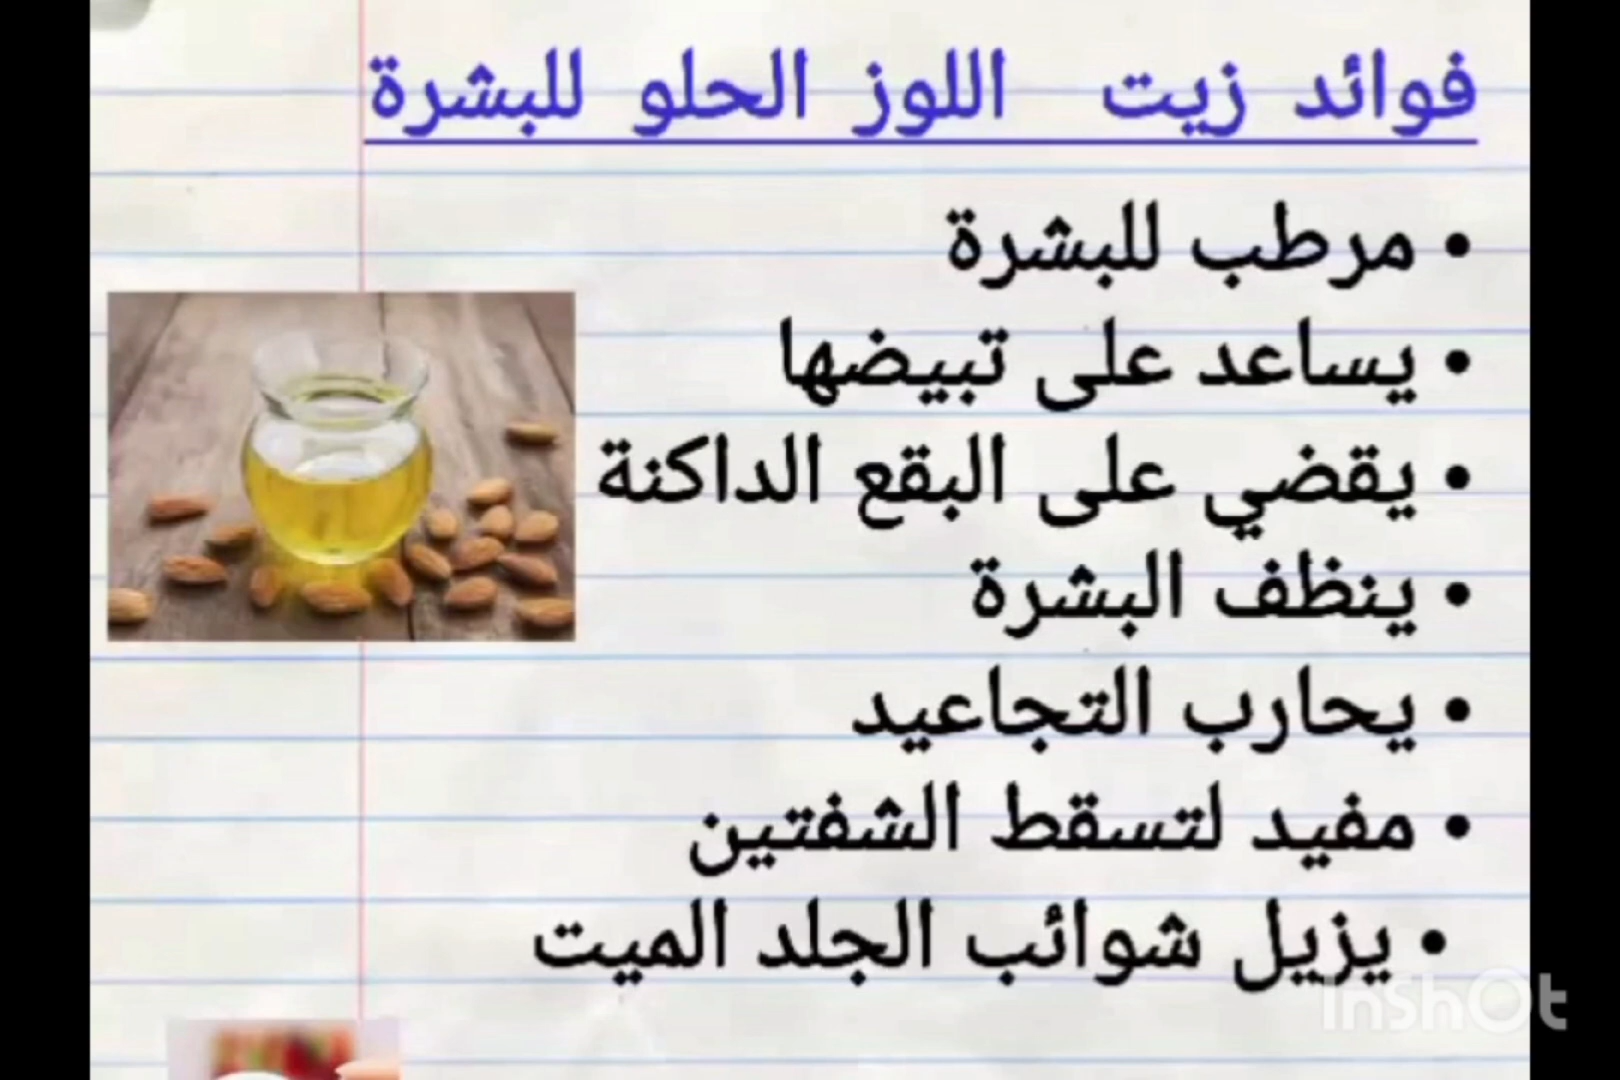 فوائد زيت اللوز الحلو للبشرة
• مرطب للبشرة
• يساعد على تبيضها
• يقضي على البقع الداكنة
• ينظف البشرة
• يحارب التجاعيد
• مفيد لتسقط الشفتين
• يزيل شوائب الجلد الميت
InShOt